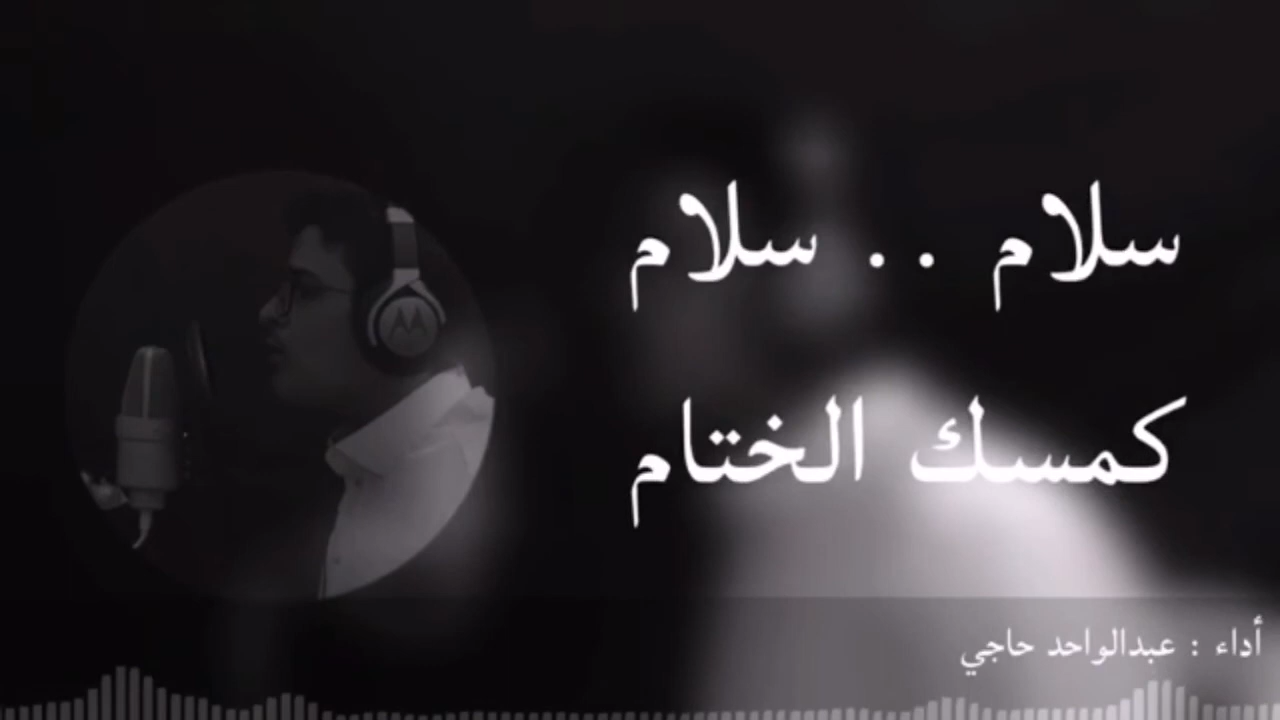 سلام .. سلام
كمسك الختام
أداء : عبدالواحد حاجي